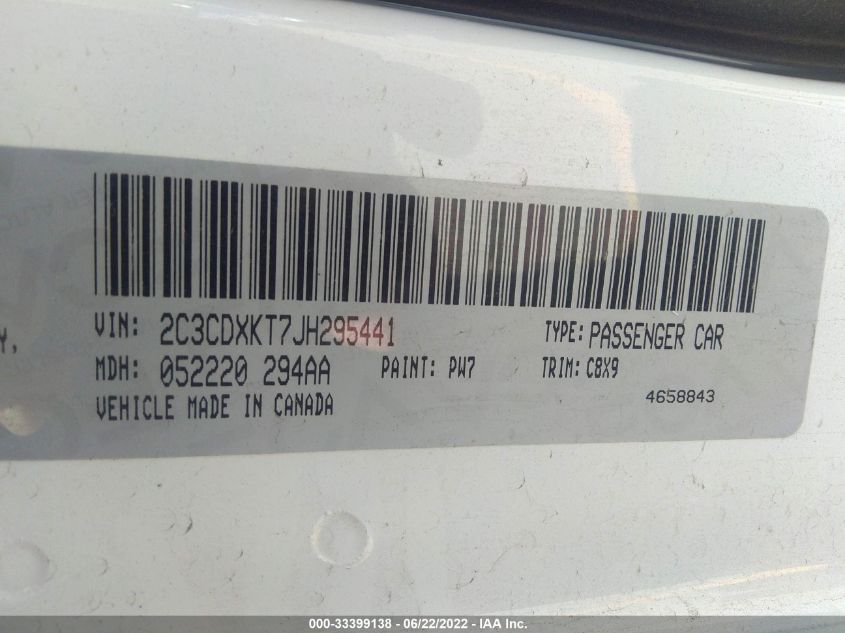 VIN: 2C3CDXKT7JH295441 TYPE: PASSENGER CAR
Y,
MDH: 052220 294AA PAINT: PW7 TRIM: C8X9
VEHICLE MADE IN CANADA 4658843
000-33399138 - 06/22/2022 - IAA Inc.